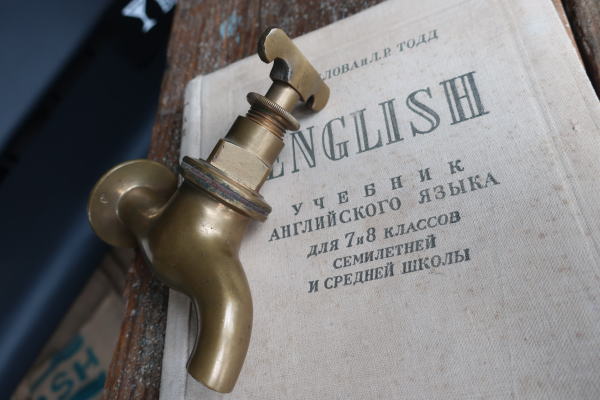 Л.Р. ТОДД
ENGLISH
УЧЕБНИК
АНГЛИЙСКОГО ЯЗЫКА
ДЛЯ 7 и 8 КЛАССОВ
СЕМИЛЕТНЕЙ
И СРЕДНЕЙ ШКОЛЫ